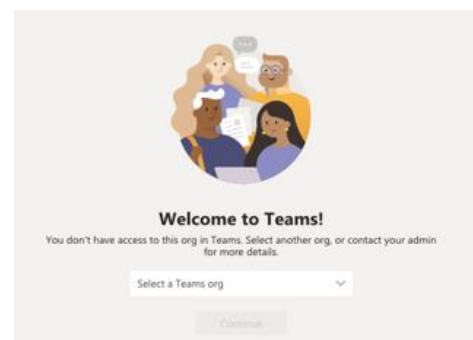 Welcome to Teams!
You don't have access to this org in Teams. Select another org, or contact your admin
for more details.
Select a Teams org
Continue